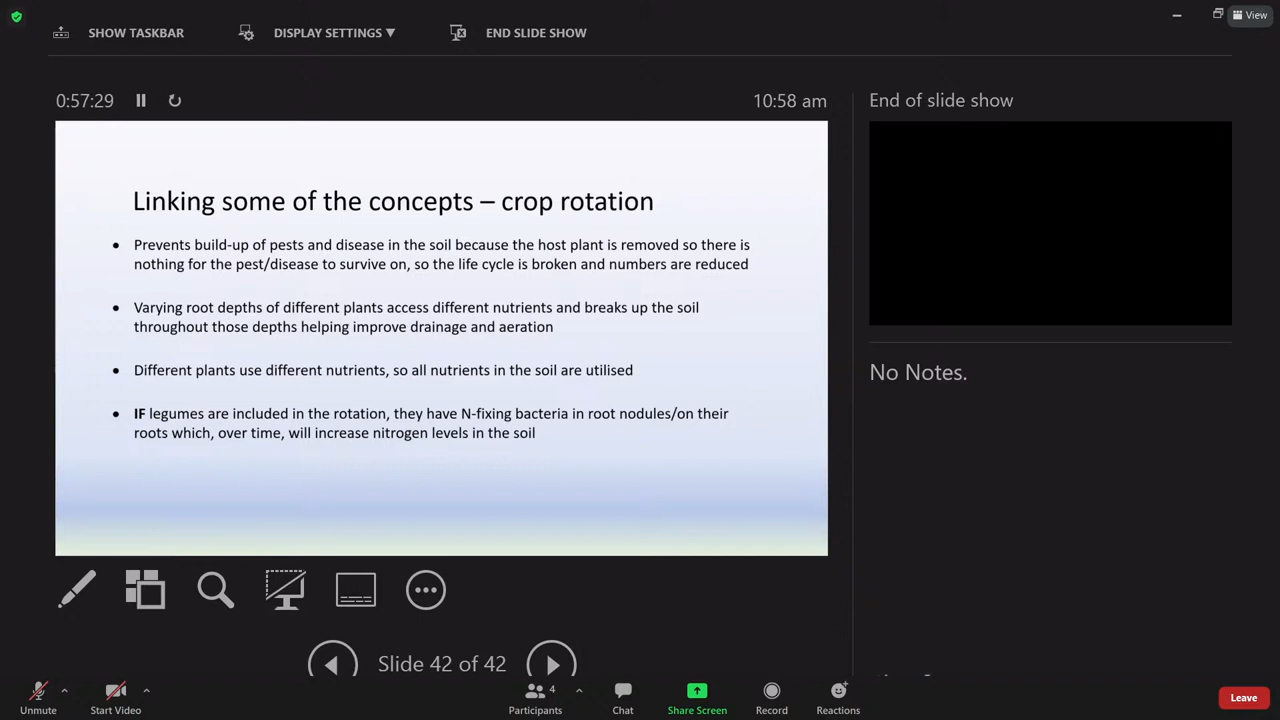 View
SHOW TASKBAR
DISPLAY SETTINGS ▼
END SLIDE SHOW
0:57:29
10:58 am
End of slide show
Linking some of the concepts – crop rotation
• Prevents build-up of pests and disease in the soil because the host plant is removed so there is
nothing for the pest/disease to survive on, so the life cycle is broken and numbers are reduced
• Varying root depths of different plants access different nutrients and breaks up the soil
throughout those depths helping improve drainage and aeration
• Different plants use different nutrients, so all nutrients in the soil are utilised
• IF legumes are included in the rotation, they have N-fixing bacteria in root nodules/on their
roots which, over time, will increase nitrogen levels in the soil
No Notes.
Slide 42 of 42
Unmute
Start Video
4
Participants
Chat
Share Screen
Record
Reactions
Leave